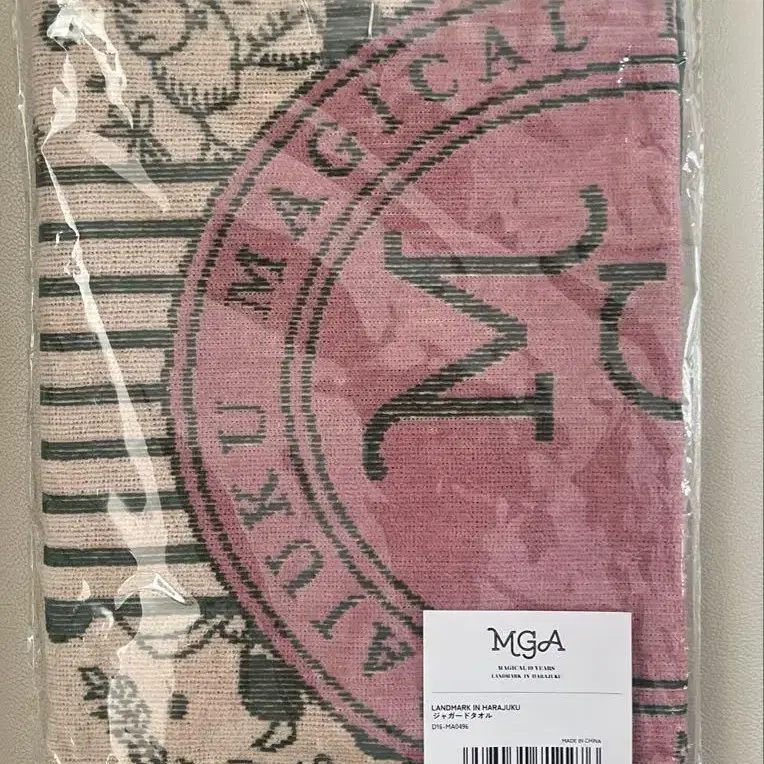 MAGICAL
AJUKU
M
MGA
MAGICAL 10 YEARS
LANDMARK IN HARAJUKU
LANDMARK IN HARAJUKU
ジャガードタオル
D16-MA0496
MADE IN CHINA